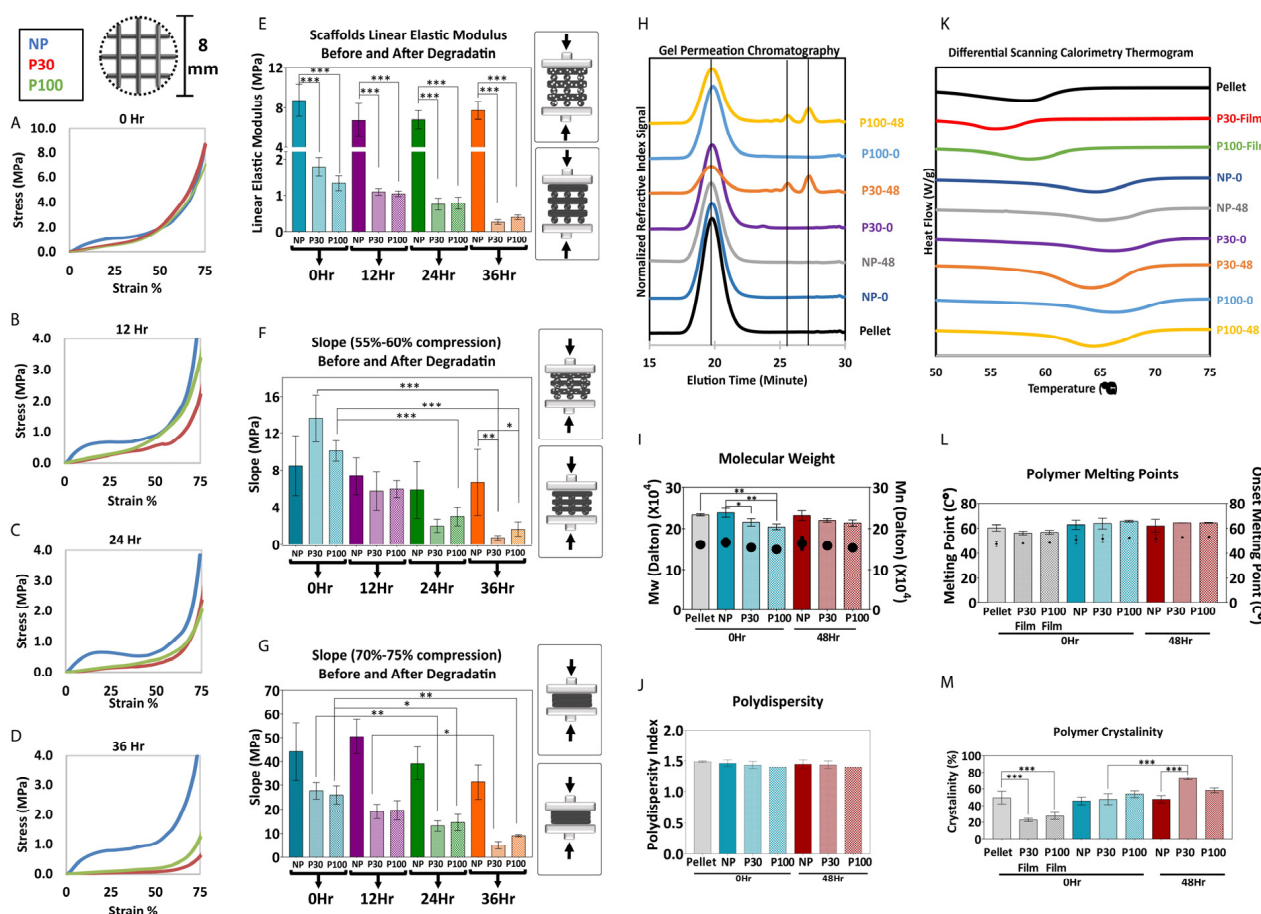 NP
P30
P100
8
mm
A
0 Hr
10.0
8.0
6.0
4.0
2.0
0.0
Stress (MPa)
0
25
50
75
Strain %
B
12 Hr
4.0
3.0
2.0
1.0
0.0
Stress (MPa)
0
25
50
75
Strain %
C
24 Hr
4.0
3.0
2.0
1.0
0.0
Stress (MPa)
0
25
50
75
Strain %
D
36 Hr
4.0
3.0
2.0
1.0
0.0
Stress (MPa)
0
25
50
75
Strain %
E
Scaffolds Linear Elastic Modulus
Before and After Degradatin
Linear Elastic Modulus (MPa)
10
8
6
4
2
1
0
*** *** *** ***
*** *** *** ***
NP P30 P100 NP P30 P100 NP P30 P100 NP P30 P100
0Hr 12Hr 24Hr 36Hr
F
Slope (55%-60% compression)
Before and After Degradatin
Slope (MPa)
16
12
8
4
0
***
***
***
*
**
NP P30 P100 NP P30 P100 NP P30 P100 NP P30 P100
0Hr 12Hr 24Hr 36Hr
G
Slope (70%-75% compression)
Before and After Degradatin
Slope (MPa)
70
60
50
40
30
20
10
0
**
*
**
*
NP P30 P100 NP P30 P100 NP P30 P100 NP P30 P100
0Hr 12Hr 24Hr 36Hr
H
Gel Permeation Chromatography
Normalized Refractive Index Signal
P100-48
P100-0
P30-48
P30-0
NP-48
NP-0
Pellet
15 20 25 30
Elution Time (Minute)
I
Molecular Weight
Mw (Dalton) (X10⁴)
30
20
10
0
Mn (Dalton) (X10⁴)
30
20
10
0
**
**
*
Pellet NP P30 P100 NP P30 P100
0Hr 48Hr
J
Polydispersity
Polydispersity Index
2.0
1.5
1.0
0.5
0.0
Pellet NP P30 P100 NP P30 P100
0Hr 48Hr
K
Differential Scanning Calorimetry Thermogram
Heat Flow (W/g)
Pellet
P30-Film
P100-Film
NP-0
NP-48
P30-0
P30-48
P100-0
P100-48
50 55 60 65 70 75
Temperature (
L
Polymer Melting Points
Melting Point (C°)
80
60
40
20
0
Onset Melting Point (C°)
80
60
40
20
0
Pellet P30 P100 NP P30 P100 NP P30 P100
Film Film
0Hr 48Hr
M
Polymer Crystalinity
Crystalinity (%)
100
80
60
40
20
0
***
***
***
***
Pellet P30 P100 NP P30 P100 NP P30 P100
Film Film
0Hr 48Hr